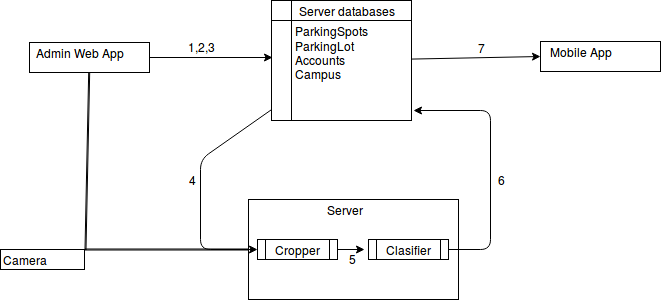 Server databases
Admin Web App
1,2,3
ParkingSpots
ParkingLot
Accounts
Campus
7
Mobile App
4
6
Server
Cropper
5
Clasifier
Camera